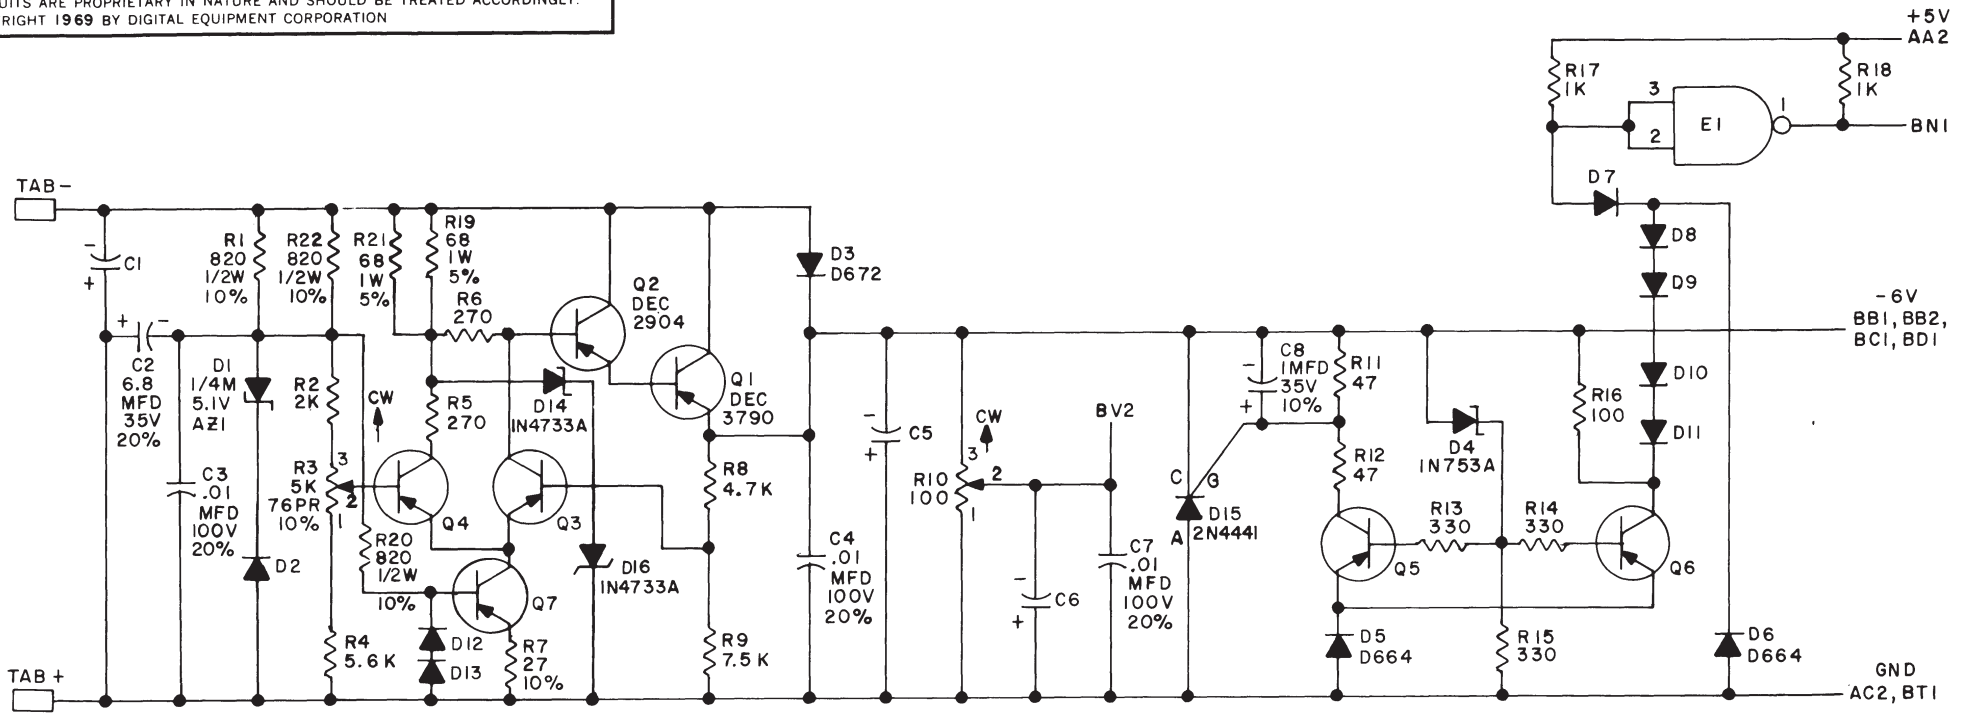 UITS ARE PROPRIETARY IN NATURE AND SHOULD BE TREATED ACCORDINGLY.
RIGHT 1969 BY DIGITAL EQUIPMENT CORPORATION
+5V
AA2
R17
1K
R18
1K
3
2
E1
1
BN1
D7
D8
D9
-6V
BB1, BB2,
BC1, BD1
D10
D11
TAB-
C1
-
+
R1
820
1/2W
10%
R22
820
1/2W
10%
R21
68
1W
5%
R19
68
1W
5%
R6
270
Q2
DEC
2904
D3
D672
+
-
C2
6.8
MFD
35V
20%
D1
1/4M
5.1V
AZ1
R2
2K
CW
R5
270
D14
1N4733A
Q1
DEC
3790
C3
.01
MFD
100V
20%
R3
5K
76PR
10%
3
2
1
Q4
Q3
R8
4.7K
D2
R20
820
1/2W
10%
Q7
D16
1N4733A
C4
.01
MFD
100V
20%
R4
5.6K
D12
D13
R7
27
10%
R9
7.5K
-
C5
+
CW
R10
100
3
2
1
BV2
-
C6
+
C7
.01
MFD
100V
20%
C
G
A
D15
2N4441
C8
1MFD
35V
10%
-
+
R11
47
R12
47
D4
1N753A
R16
100
R13
330
R14
330
Q5
Q6
D5
D664
R15
330
D6
D664
TAB +
GND
AC2, BT1